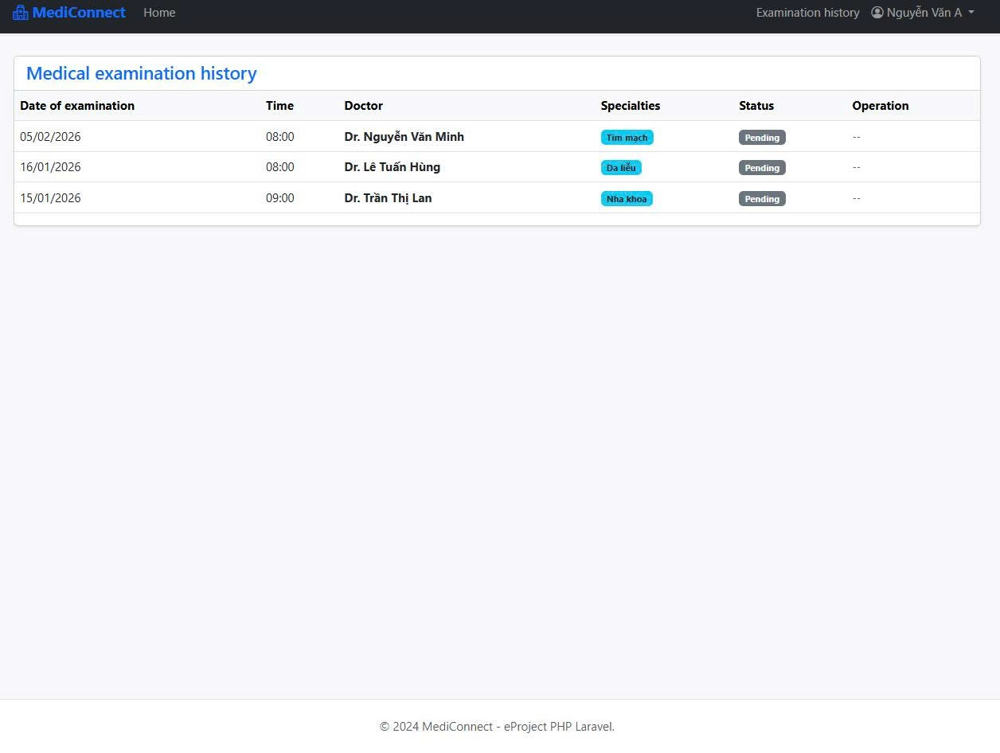 MediConnect Home Examination history Nguyễn Văn A
Medical examination history
Date of examination Time Doctor Specialties Status Operation
05/02/2026 08:00 Dr. Nguyễn Văn Minh Tim mạch Pending --
16/01/2026 08:00 Dr. Lê Tuấn Hùng Da liễu Pending --
15/01/2026 09:00 Dr. Trần Thị Lan Nha khoa Pending --
© 2024 MediConnect - eProject PHP Laravel.